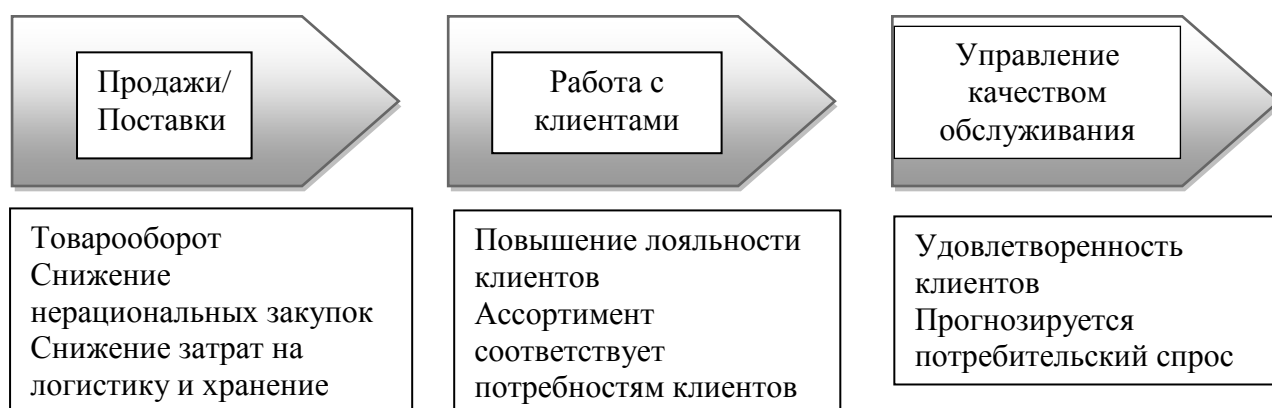 Продажи/
Поставки
Работа с
клиентами
Управление
качеством
обслуживания
Товарооборот
Снижение
нерациональных закупок
Снижение затрат на
логистику и хранение
Повышение лояльности
клиентов
Ассортимент
соответствует
потребностям клиентов
Удовлетворенность
клиентов
Прогнозируется
потребительский спрос